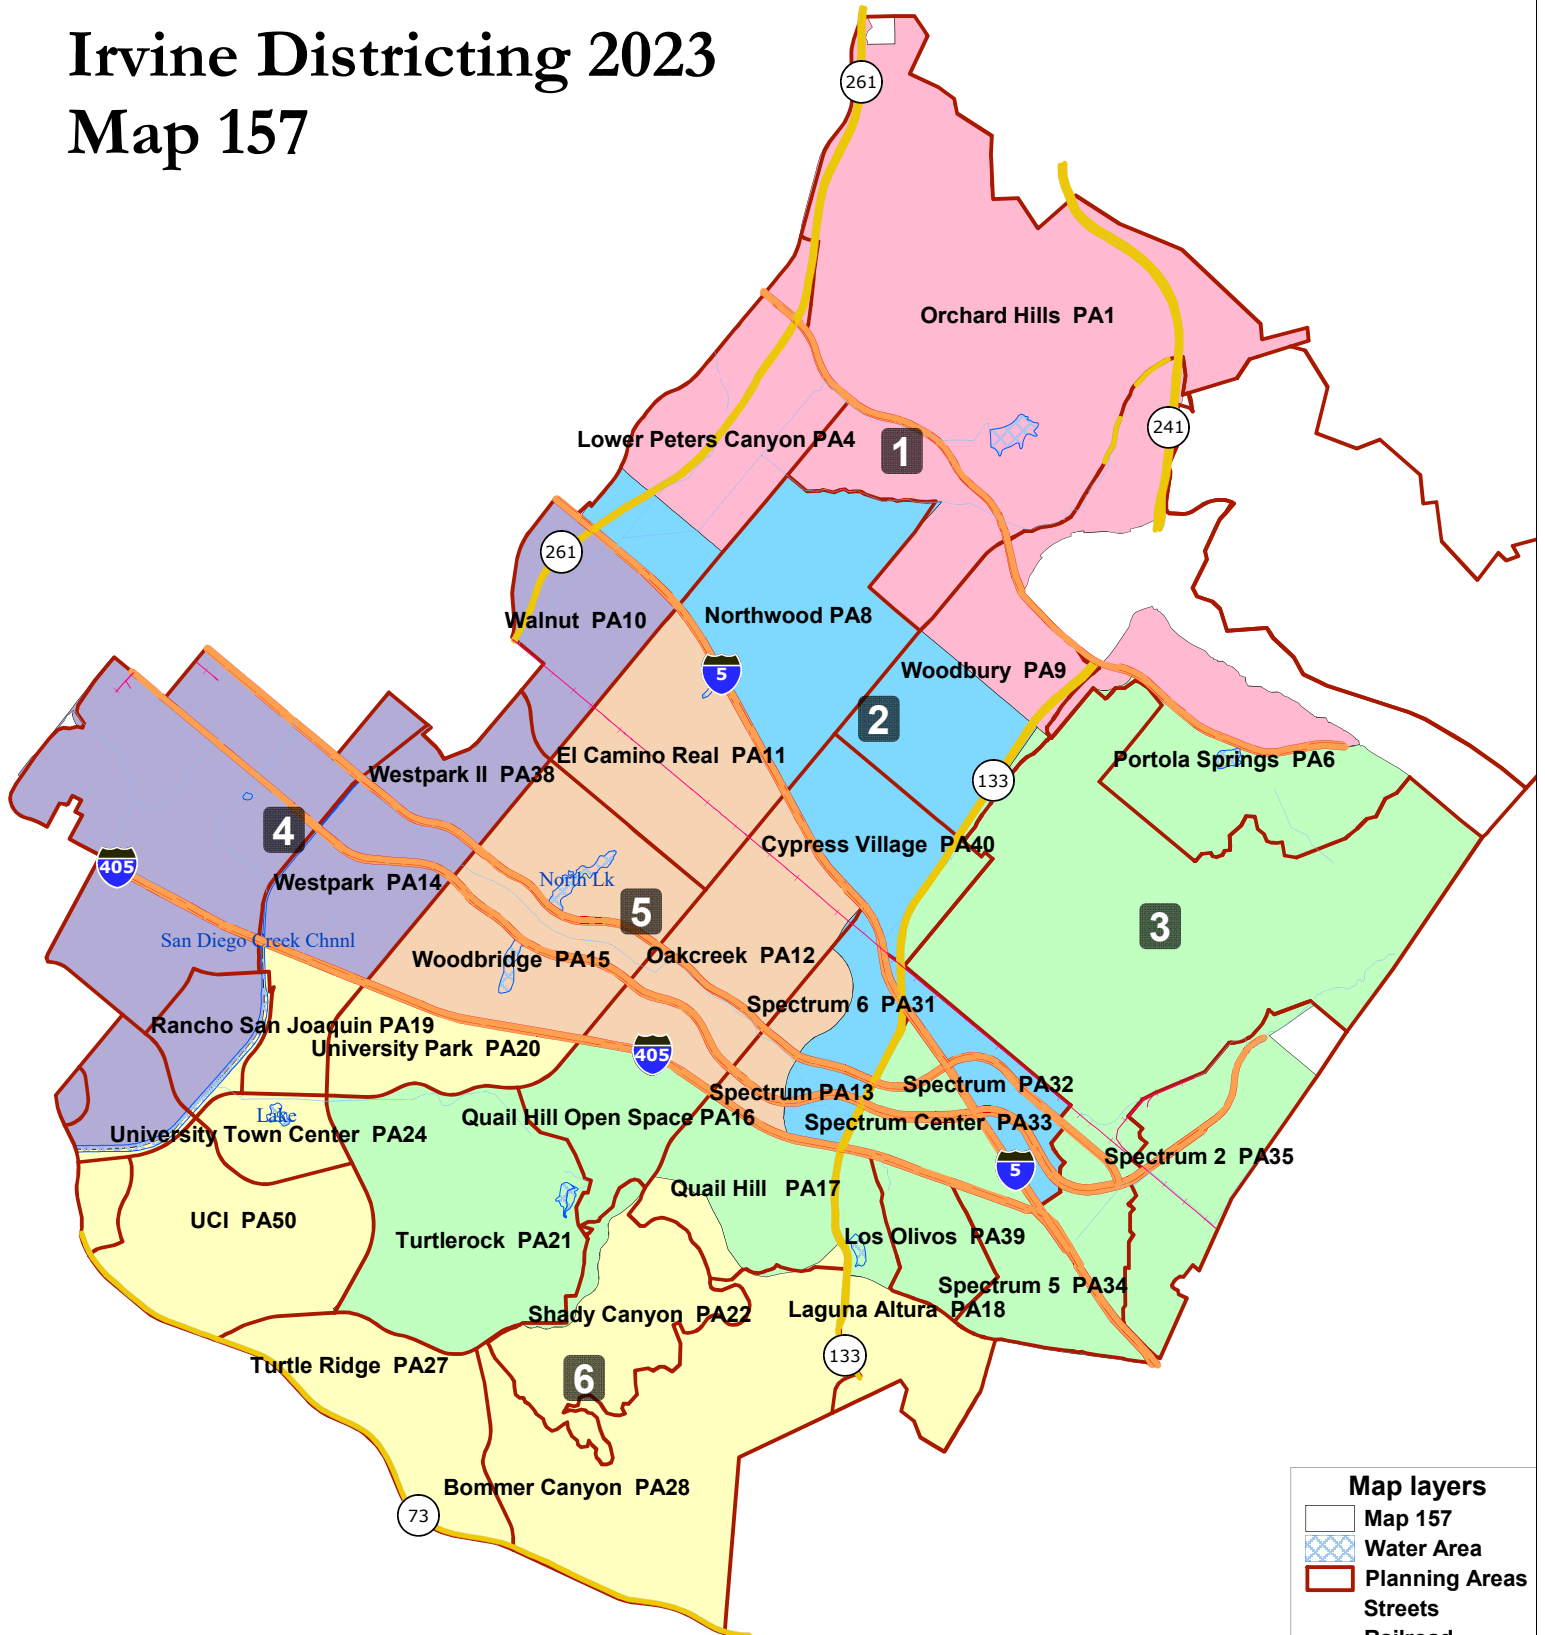 Irvine Districting 2023
Map 157
261
Orchard Hills PA1
241
Lower Peters Canyon PA4
1
261
Walnut PA10
Northwood PA8
5
Woodbury PA9
2
El Camino Real PA11
Portola Springs PA6
Westpark II PA38
133
4
Cypress Village PA40
405
Westpark PA14
North Lk
5
3
San Diego Creek Chnnl
Woodbridge PA15
Oakcreek PA12
Spectrum 6 PA31
Rancho San Joaquin PA19
University Park PA20
405
Spectrum PA13
Spectrum PA32
Lake
Quail Hill Open Space PA16
Spectrum Center PA33
University Town Center PA24
Spectrum 2 PA35
5
Quail Hill PA17
UCI PA50
Turtlerock PA21
Los Olivos PA39
Spectrum 5 PA34
Shady Canyon PA22
Laguna Altura PA18
Turtle Ridge PA27
133
6
Bommer Canyon PA28
73
Map layers
Map 157
Water Area
Planning Areas
Streets
Railroad